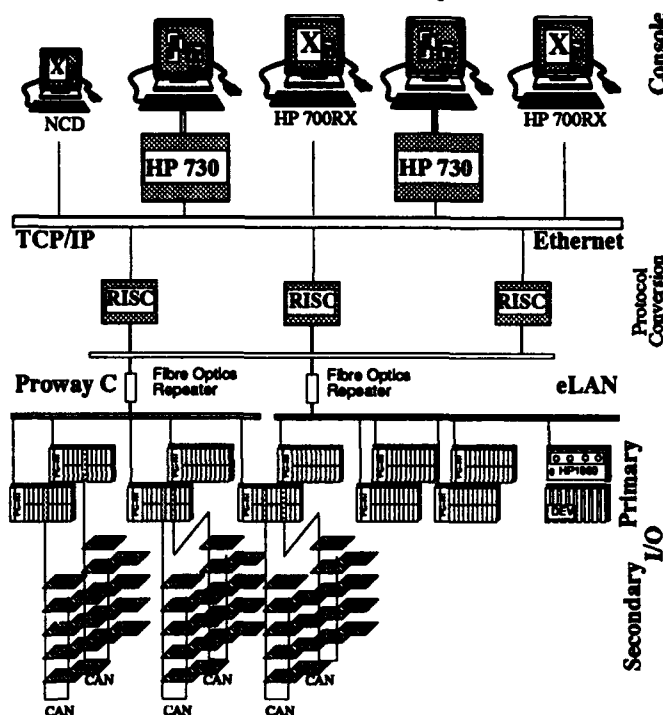 Console
X
X
X
NCD
HP 700RX
HP 700RX
HP 730
HP 730
TCP/IP
Ethernet
RISC
RISC
RISC
Protocol
Conversion
Proway C
Fibre Optics
Repeater
Fibre Optics
Repeater
eLAN
HP1000
DEV
Primary
Secondary
I/O
CAN
CAN
CAN
CAN
CAN
CAN